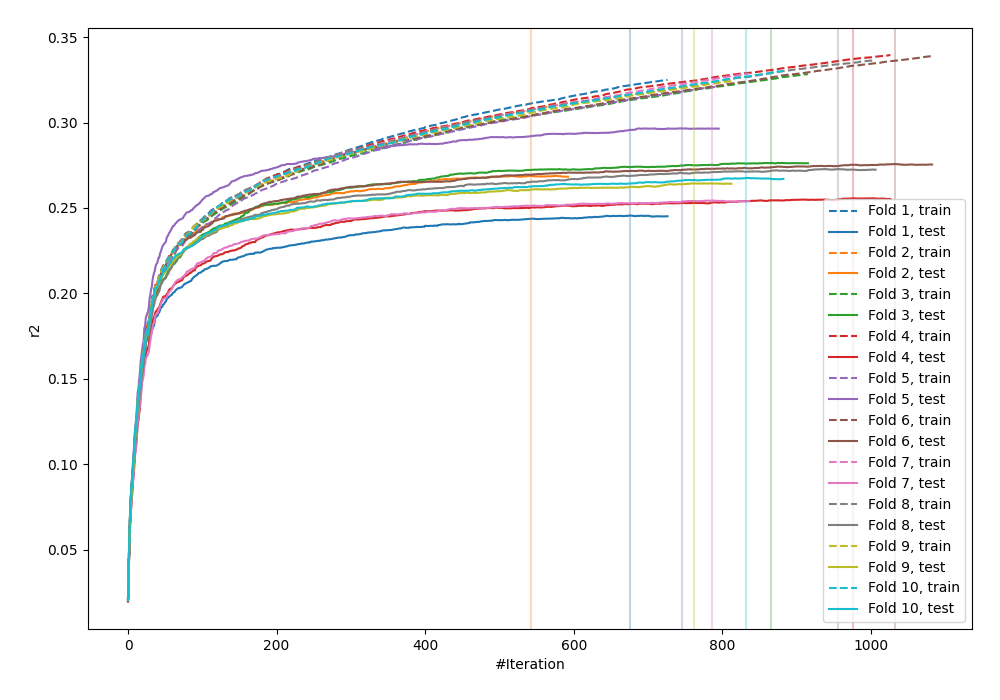 0.35
0.30
0.25
0.20
0.15
0.10
0.05
r2
0
200
400
600
800
1000
#Iteration
Fold 1, train
Fold 1, test
Fold 2, train
Fold 2, test
Fold 3, train
Fold 3, test
Fold 4, train
Fold 4, test
Fold 5, train
Fold 5, test
Fold 6, train
Fold 6, test
Fold 7, train
Fold 7, test
Fold 8, train
Fold 8, test
Fold 9, train
Fold 9, test
Fold 10, train
Fold 10, test